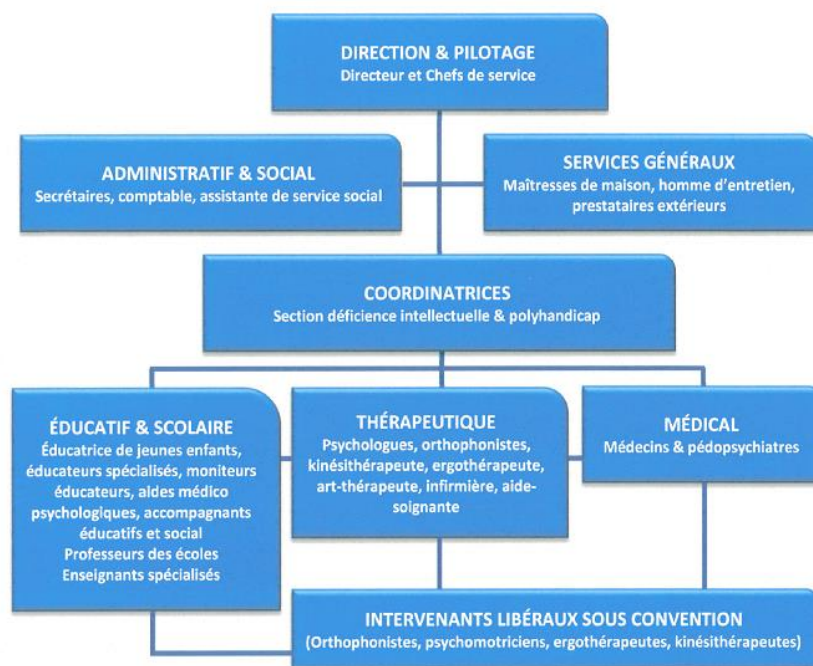 DIRECTION & PILOTAGE
Directeur et Chefs de service
ADMINISTRATIF & SOCIAL
Secrétaires, comptable, assistante de service social
SERVICES GÉNÉRAUX
Maîtresses de maison, homme d’entretien,
prestataires extérieurs
COORDINATRICES
Section déficience intellectuelle & polyhandicap
ÉDUCATIF & SCOLAIRE
Éducatrice de jeunes enfants,
éducateurs spécialisés, moniteurs
éducateurs, aides médico
psychologiques, accompagnants
éducatifs et social
Professeurs des écoles
Enseignants spécialisés
THÉRAPEUTIQUE
Psychologues, orthophonistes,
kinésithérapeute, ergothérapeute,
art-thérapeute, infirmière, aide-
soignante
MÉDICAL
Médecins & pédopsychiatres
INTERVENANTS LIBÉRAUX SOUS CONVENTION
(Orthophonistes, psychomotriciens, ergothérapeutes, kinésithérapeutes)